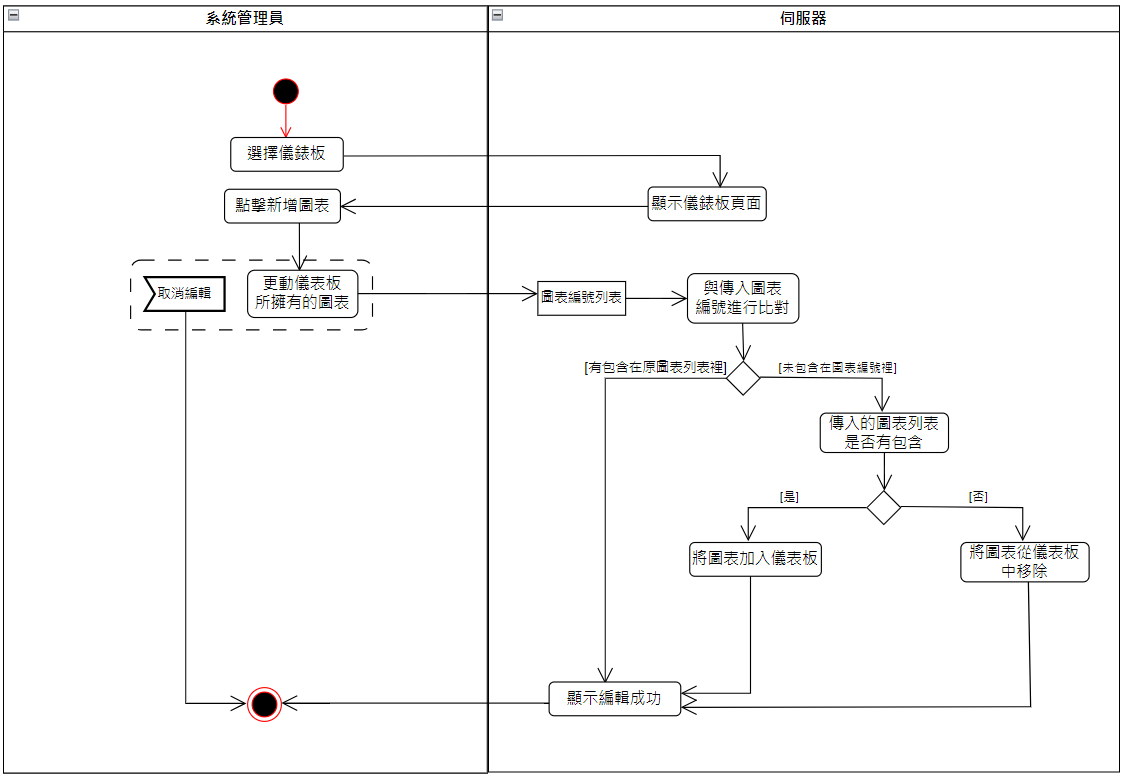 系統管理員
伺服器
選擇儀錶板
顯示儀錶板頁面
點擊新增圖表
取消編輯
更動儀表板
所擁有的圖表
圖表編號列表
與傳入圖表
編號進行比對
[有包含在原圖表列表裡]
[未包含在圖表編號裡]
傳入的圖表列表
是否有包含
[是]
[否]
將圖表加入儀表板
將圖表從儀表板
中移除
顯示編輯成功